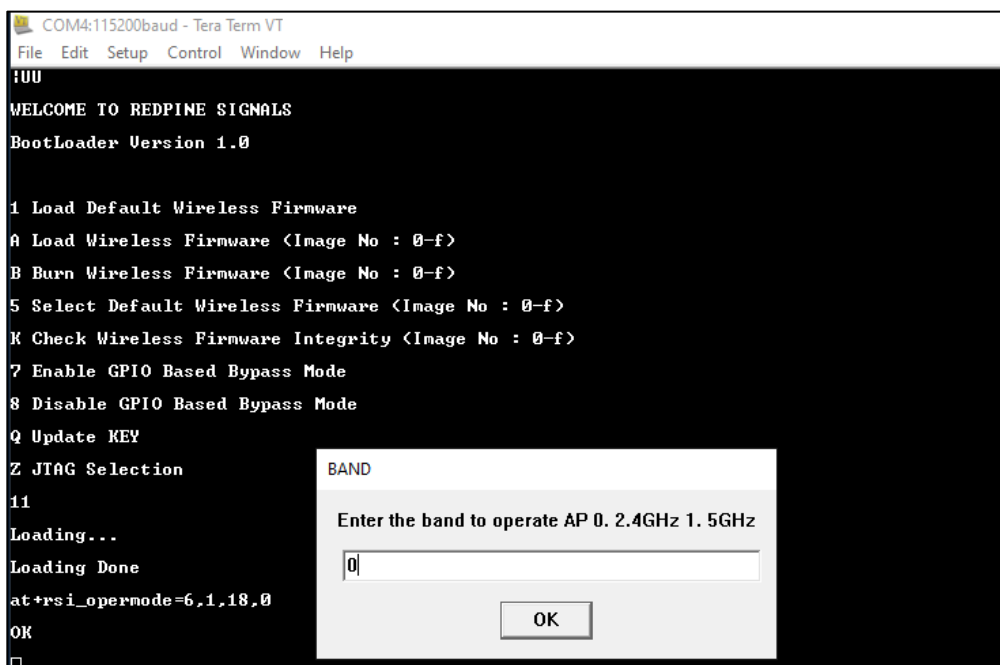 COM4:115200baud - Tera Term VT
File Edit Setup Control Window Help
¦UU
WELCOME TO REDPINE SIGNALS
BootLoader Version 1.0
1 Load Default Wireless Firmware
A Load Wireless Firmware (Image No : 0-f)
B Burn Wireless Firmware (Image No : 0-f)
5 Select Default Wireless Firmware (Image No : 0-f)
K Check Wireless Firmware Integrity (Image No : 0-f)
7 Enable GPIO Based Bypass Mode
8 Disable GPIO Based Bypass Mode
Q Update KEY
Z JTAG Selection
11
Loading...
Loading Done
at+rsi_opermode=6,1,18,0
OK
BAND
Enter the band to operate AP 0. 2.4GHz 1. 5GHz
0
OK